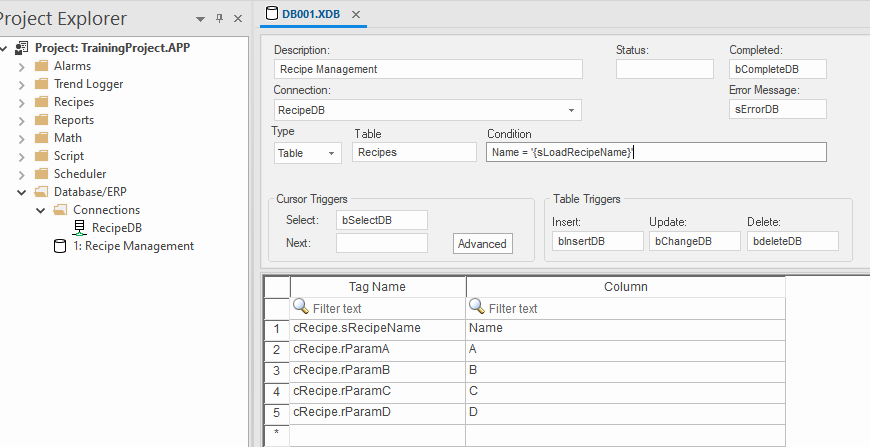 Project Explorer
Project: TrainingProject.APP
Alarms
Trend Logger
Recipes
Reports
Math
Script
Scheduler
Database/ERP
Connections
RecipeDB
1: Recipe Management
DB001.XDB
Description:
Recipe Management
Status:
Completed:
bCompleteDB
Connection:
RecipeDB
Error Message:
sErrorDB
Type
Table
Condition
Table
Recipes
Name = '{sLoadRecipeName}'
Cursor Triggers
Select:
bSelectDB
Next:
Advanced
Table Triggers
Insert:
Update:
Delete:
bInsertDB
bChangeDB
bdeleteDB
Tag Name
Column
Filter text
Filter text
1 cRecipe.sRecipeName Name
2 cRecipe.rParamA A
3 cRecipe.rParamB B
4 cRecipe.rParamC C
5 cRecipe.rParamD D
*